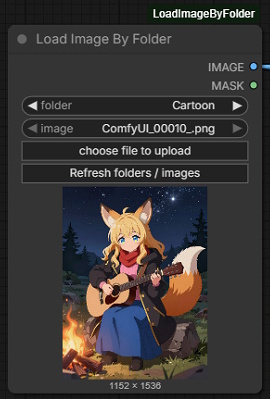 LoadImageByFolder
Load Image By Folder
IMAGE
MASK
folder Cartoon
image ComfyUI_00010_.png
choose file to upload
Refresh folders / images
1152 × 1536